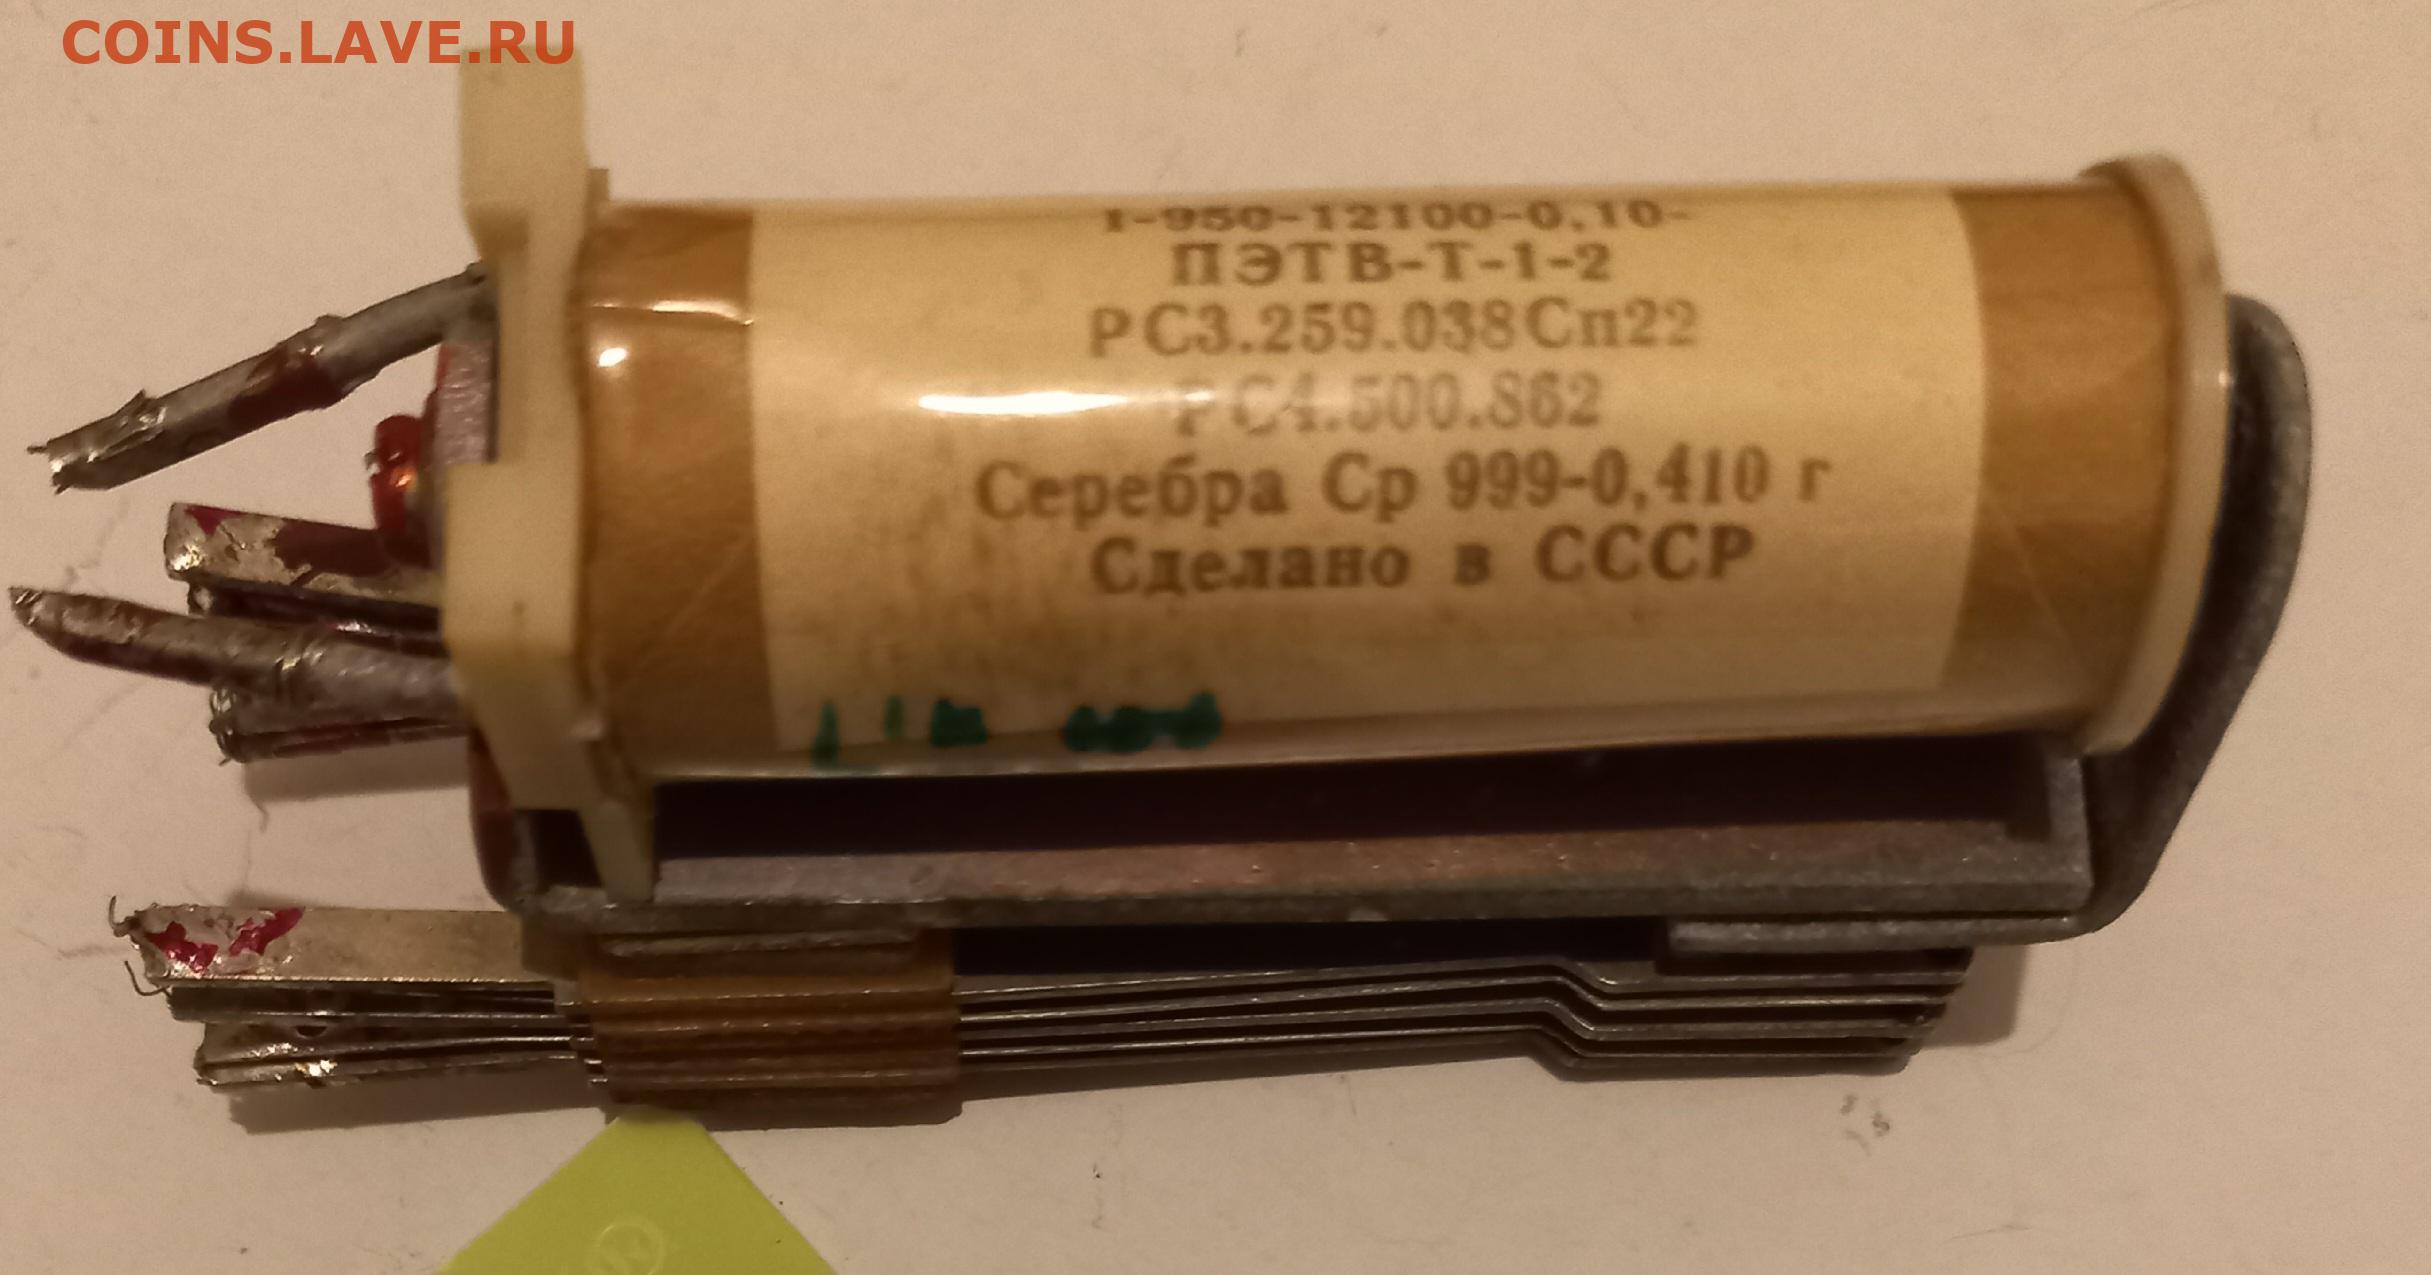 COINS.LAVE.RU
1-950-12100-0,10-
ПЭТВ-Т-1-2
РС3.259.038Сп22
РС4.500.862
Серебра Ср 999-0,410 г
Сделано в СССР